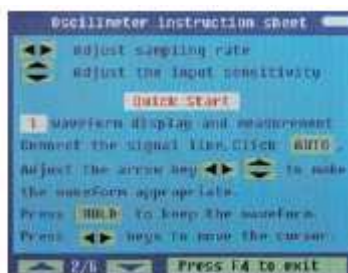 Oscillmeter instruction sheet
Adjust sampling rate
Adjust the input sensitivity
Quick Start
1 waveform display and measurement
Connect the signal line,Click AUTO,
Adjust the arrow key to make
the waveform appropriate.
Press HOLD to keep the waveform.
Press keys to move the cursor.
2/6 Press F4 to exit